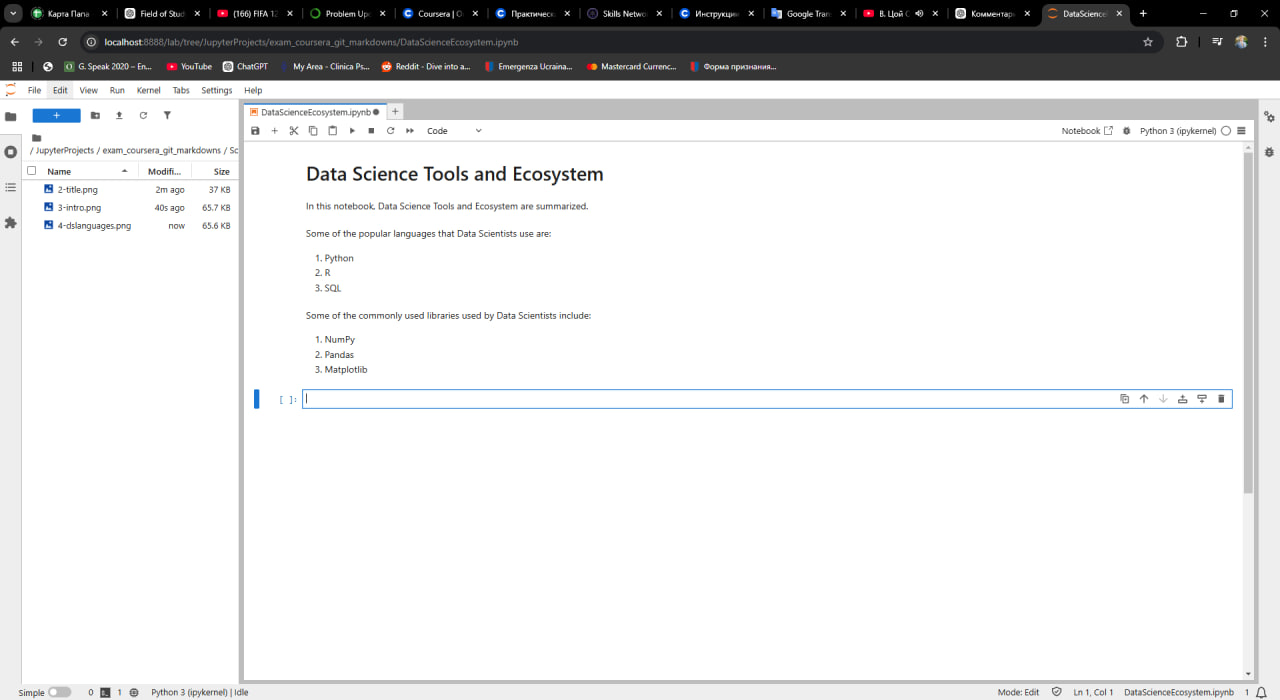 Карта Папа
Field of Stud
(166) FIFA 12
Problem Up
Coursera | O
Практическ
Skills Netwo
Инструкци
Google Tran
В. Цой С
Комментар
DataScience
localhost:8888/lab/tree/JupyterProjects/exam_coursera_git_markdowns/DataScienceEcosystem.ipynb
G. Speak 2020 – En...
YouTube
ChatGPT
My Area - Clinica Ps...
Reddit - Dive into a...
Emergenza Ucraina...
Mastercard Currenc...
Форма признания...
File Edit View Run Kernel Tabs Settings Help
DataScienceEcosystem.ipynb
Code
Notebook
Python 3 (ipykernel)
/ JupyterProjects / exam_coursera_git_markdowns / Sc
Name Modifi... Size
2-title.png 2m ago 37 KB
3-intro.png 40s ago 65.7 KB
4-dslanguages.png now 65.6 KB
Data Science Tools and Ecosystem
In this notebook, Data Science Tools and Ecosystem are summarized.
Some of the popular languages that Data Scientists use are:
1. Python
2. R
3. SQL
Some of the commonly used libraries used by Data Scientists include:
1. NumPy
2. Pandas
3. Matplotlib
[ ]:
Simple 0 1 Python 3 (ipykernel) | Idle
Mode: Edit Ln 1, Col 1 DataScienceEcosystem.ipynb 1